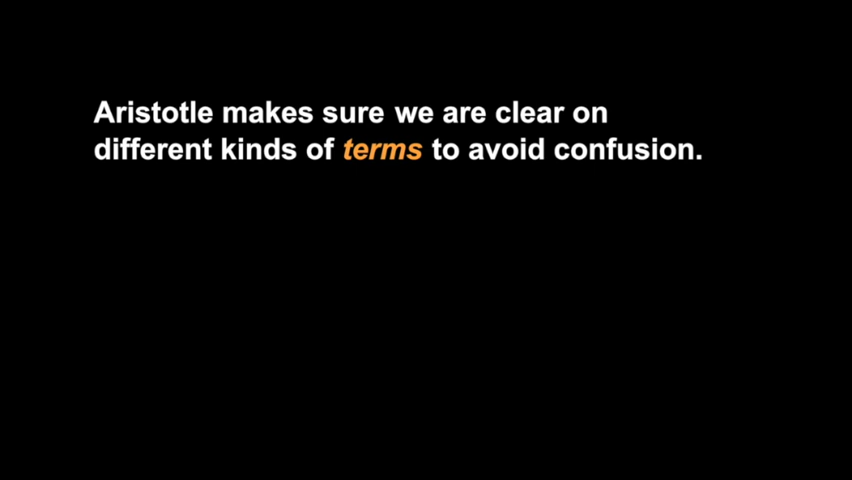 Aristotle makes sure we are clear on
different kinds of terms to avoid confusion.